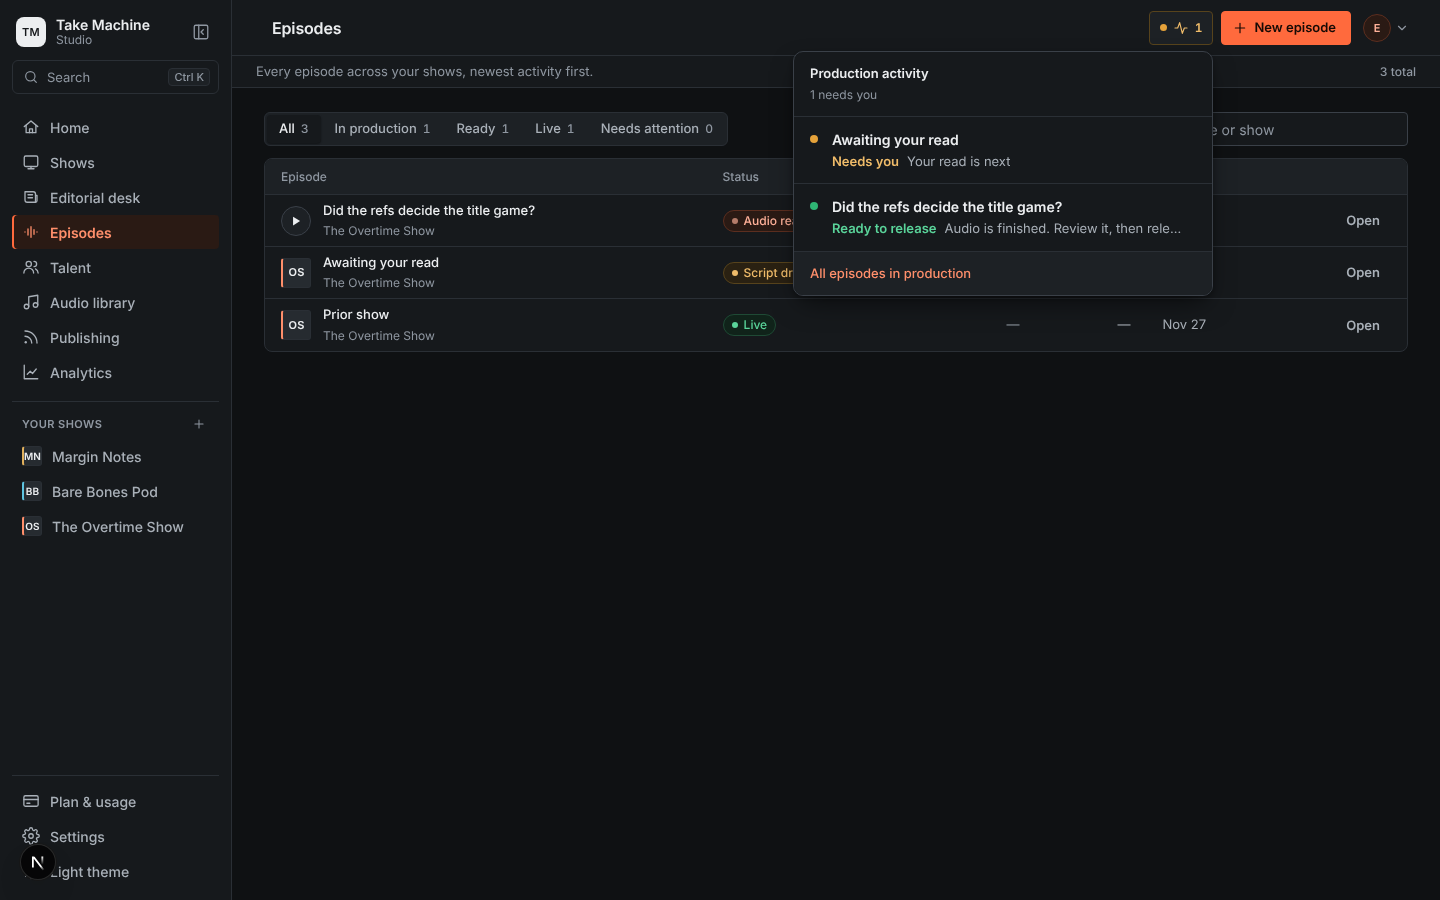 TM
Take Machine
Studio
Search
Ctrl K
Home
Shows
Editorial desk
Episodes
Talent
Audio library
Publishing
Analytics
YOUR SHOWS
MN Margin Notes
BB Bare Bones Pod
OS The Overtime Show
Plan & usage
Settings
N
Light theme
Episodes
1
New episode
E
Every episode across your shows, newest activity first.
3 total
All 3
In production 1
Ready 1
Live 1
Needs attention 0
or show
Episode
Status
Did the refs decide the title game?
The Overtime Show
Audio
Open
OS
Awaiting your read
The Overtime Show
Script
Open
OS
Prior show
The Overtime Show
Live
—
—
Nov 27
Open
Production activity
1 needs you
Awaiting your read
Needs you Your read is next
Did the refs decide the title game?
Ready to release Audio is finished. Review it, then rele...
All episodes in production